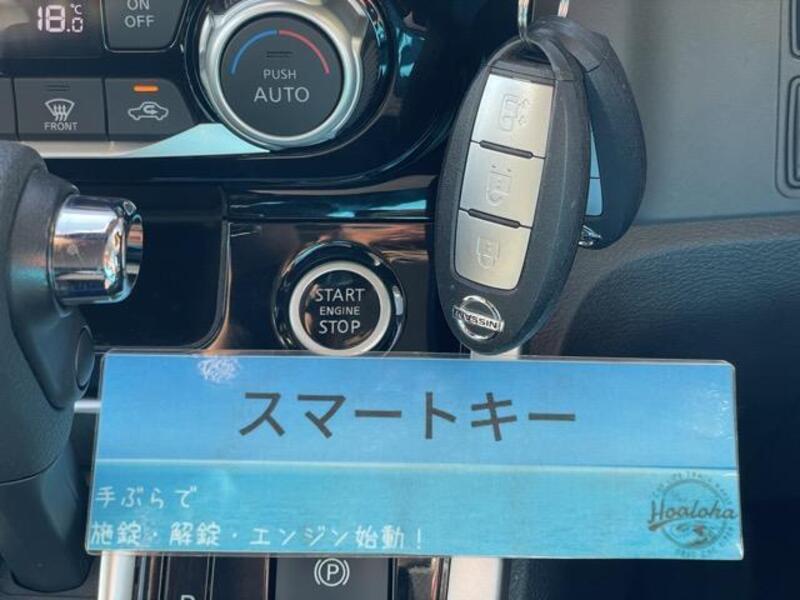 18.0 °C
ON
OFF
PUSH
AUTO
FRONT
START
ENGINE
STOP
NISSAN
スマートキー
手ぶらで
施錠・解錠・エンジン始動！
Hoaloha
P